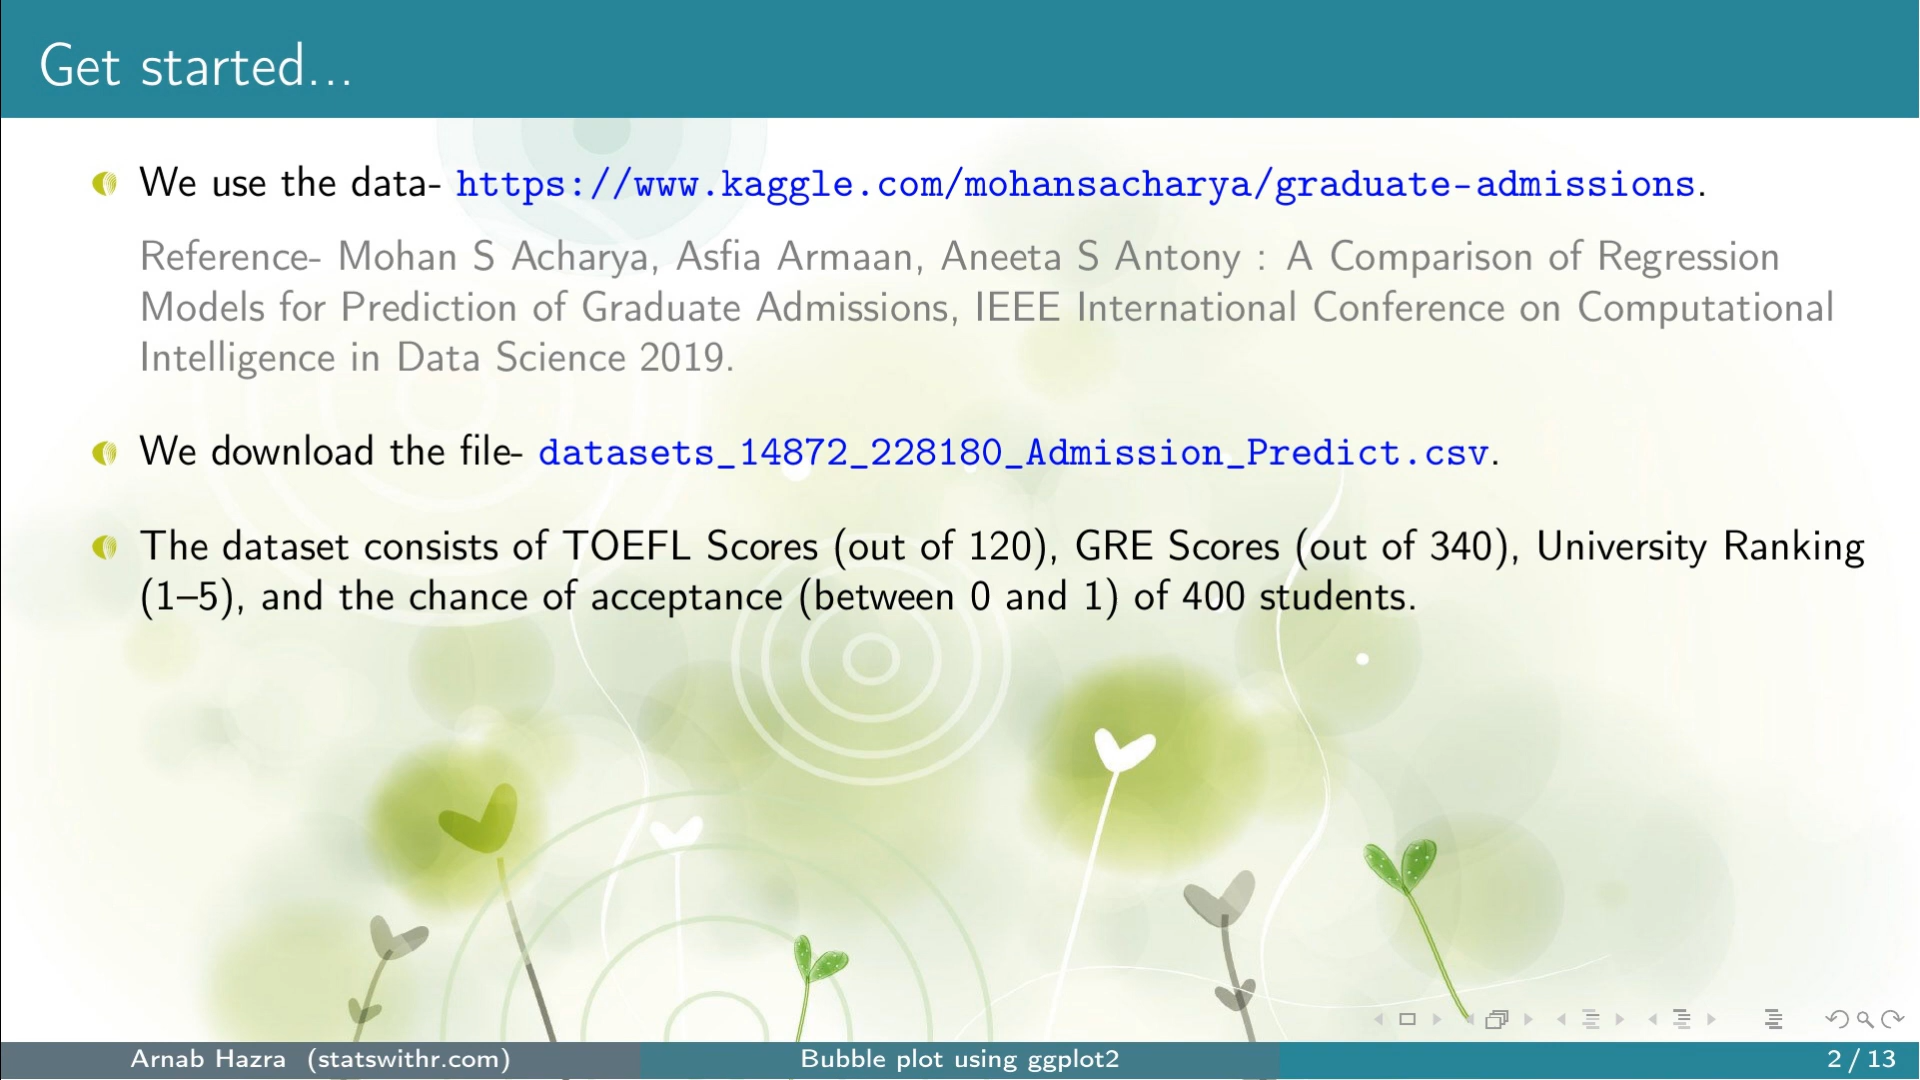 Get started...
We use the data- https://www.kaggle.com/mohansacharya/graduate-admissions.
Reference- Mohan S Acharya, Asfia Armaan, Aneeta S Antony : A Comparison of Regression
Models for Prediction of Graduate Admissions, IEEE International Conference on Computational
Intelligence in Data Science 2019.
We download the file- datasets_14872_228180_Admission_Predict.csv.
The dataset consists of TOEFL Scores (out of 120), GRE Scores (out of 340), University Ranking
(1–5), and the chance of acceptance (between 0 and 1) of 400 students.
Arnab Hazra (statswithr.com) Bubble plot using ggplot2 2 / 13